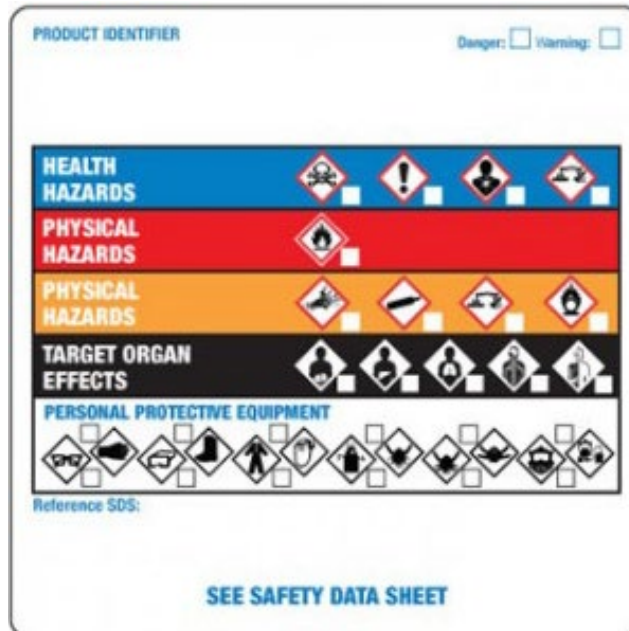 PRODUCT IDENTIFIER
Danger: Warning:
HEALTH
HAZARDS
PHYSICAL
HAZARDS
PHYSICAL
HAZARDS
TARGET ORGAN
EFFECTS
PERSONAL PROTECTIVE EQUIPMENT
Reference SDS:
SEE SAFETY DATA SHEET